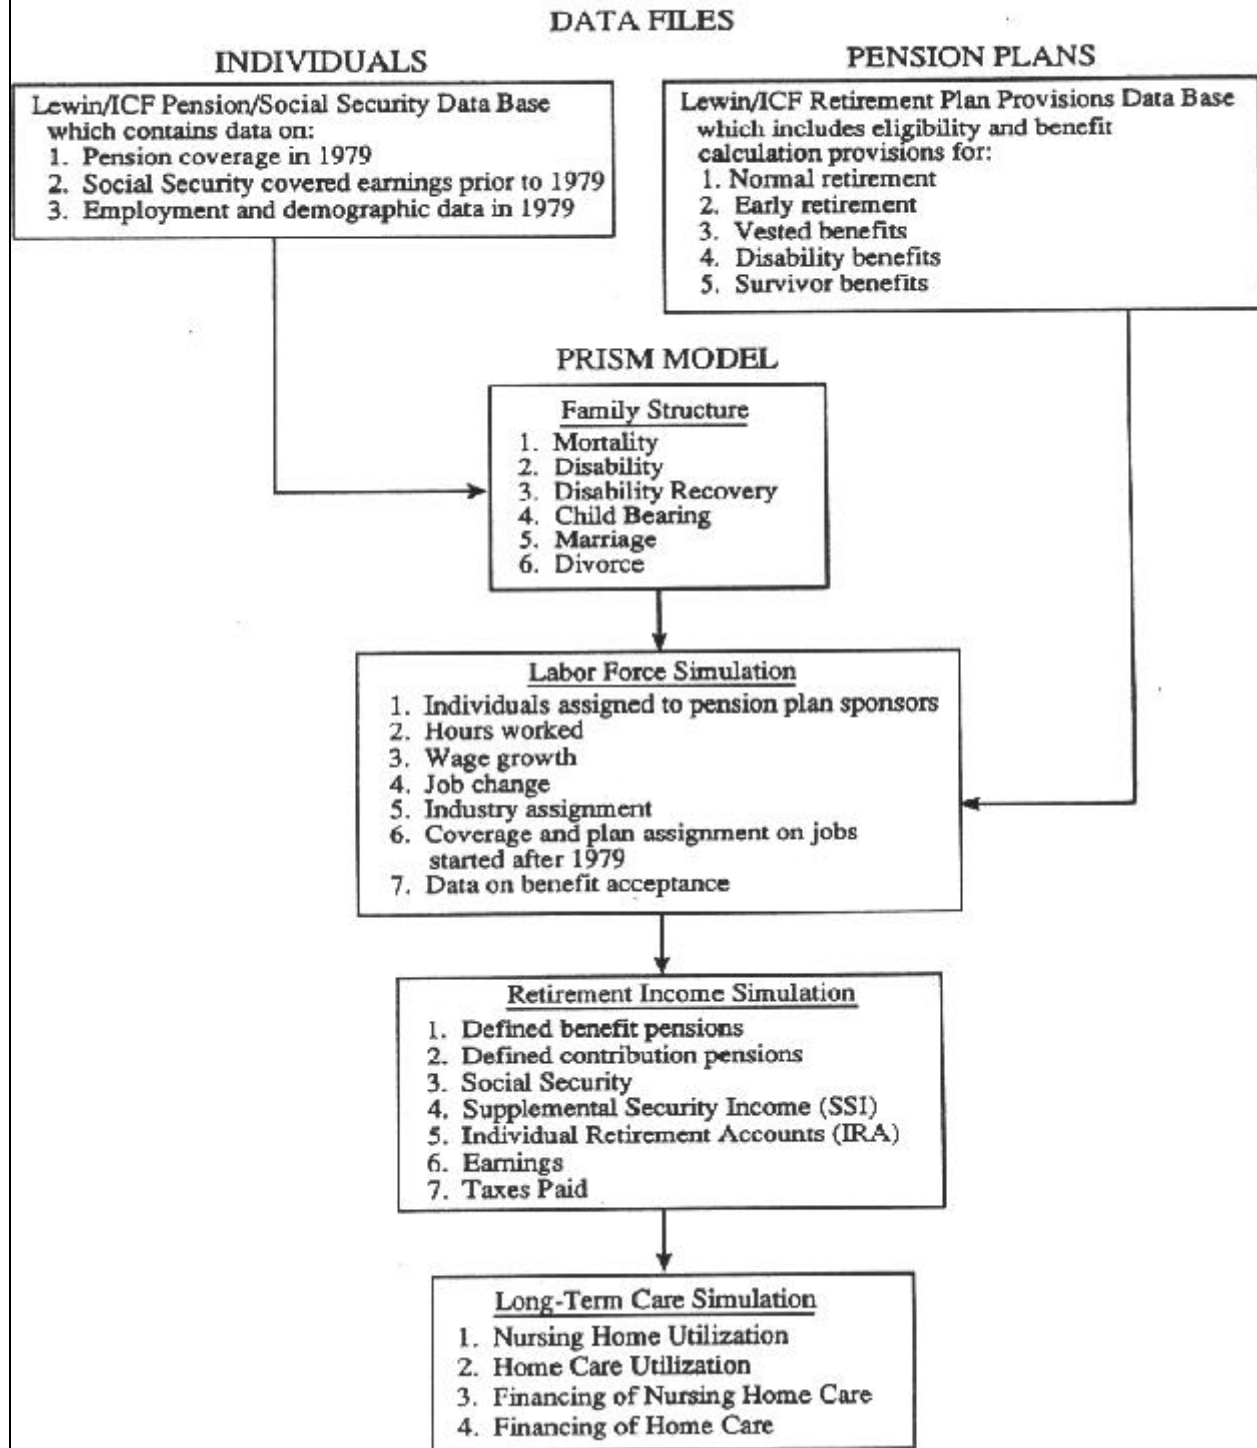 DATA FILES
INDIVIDUALS
Lewin/ICF Pension/Social Security Data Base
which contains data on:
1. Pension coverage in 1979
2. Social Security covered earnings prior to 1979
3. Employment and demographic data in 1979
PENSION PLANS
Lewin/ICF Retirement Plan Provisions Data Base
which includes eligibility and benefit
calculation provisions for:
1. Normal retirement
2. Early retirement
3. Vested benefits
4. Disability benefits
5. Survivor benefits
PRISM MODEL
Family Structure
1. Mortality
2. Disability
3. Disability Recovery
4. Child Bearing
5. Marriage
6. Divorce
Labor Force Simulation
1. Individuals assigned to pension plan sponsors
2. Hours worked
3. Wage growth
4. Job change
5. Industry assignment
6. Coverage and plan assignment on jobs
started after 1979
7. Data on benefit acceptance
Retirement Income Simulation
1. Defined benefit pensions
2. Defined contribution pensions
3. Social Security
4. Supplemental Security Income (SSI)
5. Individual Retirement Accounts (IRA)
6. Earnings
7. Taxes Paid
Long-Term Care Simulation
1. Nursing Home Utilization
2. Home Care Utilization
3. Financing of Nursing Home Care
4. Financing of Home Care